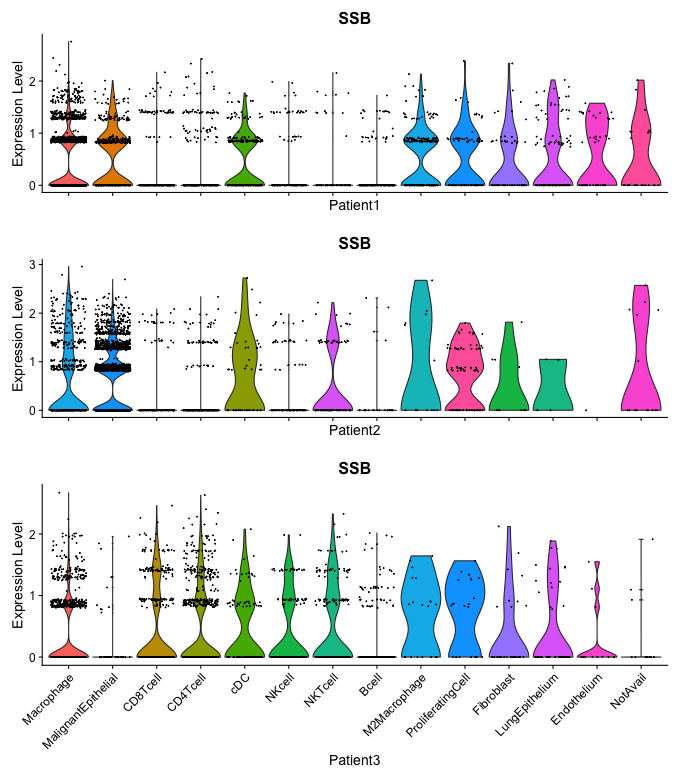 SSB
Expression Level
2
1
0
Patient1
SSB
Expression Level
3
2
1
0
Patient2
SSB
Expression Level
2
1
0
Macrophage
MalignantEpithelial
CD8Tcell
CD4Tcell
cDC
NKcell
NKTcell
Bcell
M2Macrophage
ProliferatingCell
Fibroblast
LungEpithelium
Endothelium
NotAvail
Patient3